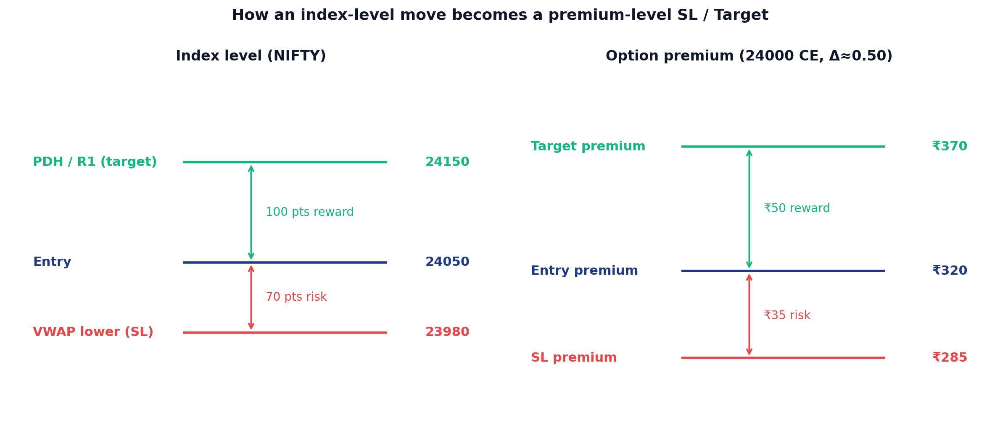 How an index-level move becomes a premium-level SL / Target
Index level (NIFTY)
PDH / R1 (target) 24150
100 pts reward
Entry 24050
70 pts risk
VWAP lower (SL) 23980
Option premium (24000 CE, Δ≈0.50)
Target premium ₹370
₹50 reward
Entry premium ₹320
₹35 risk
SL premium ₹285